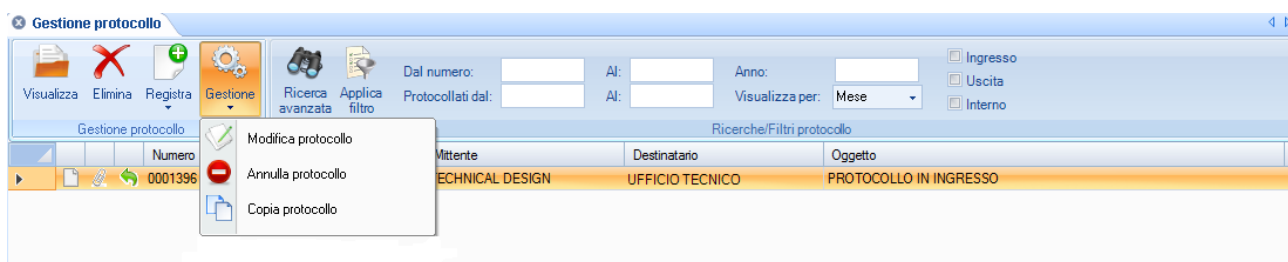 Gestione protocollo
Visualizza Elimina Registra Gestione Ricerca avanzata Applica filtro
Dal numero: Al: Anno: Ingresso
Protocollati dal: Al: Visualizza per: Mese Uscita
Interno
Gestione protocollo Ricerche/Filtri protocollo
Modifica protocollo
Annulla protocollo
Copia protocollo
Numero Mittente Destinatario Oggetto
0001396 TECHNICAL DESIGN UFFICIO TECNICO PROTOCOLLO IN INGRESSO